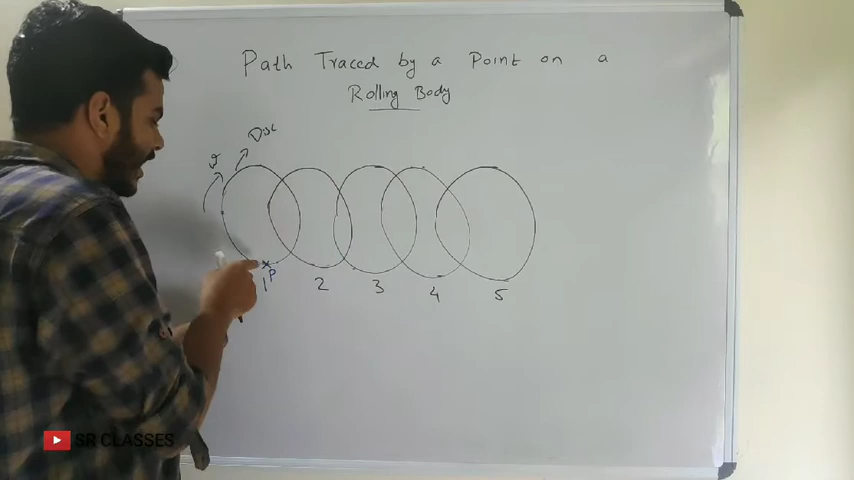 Path Traced by a Point on a
Rolling Body
Disc
P
1 2 3 4 5
SR CLASSES